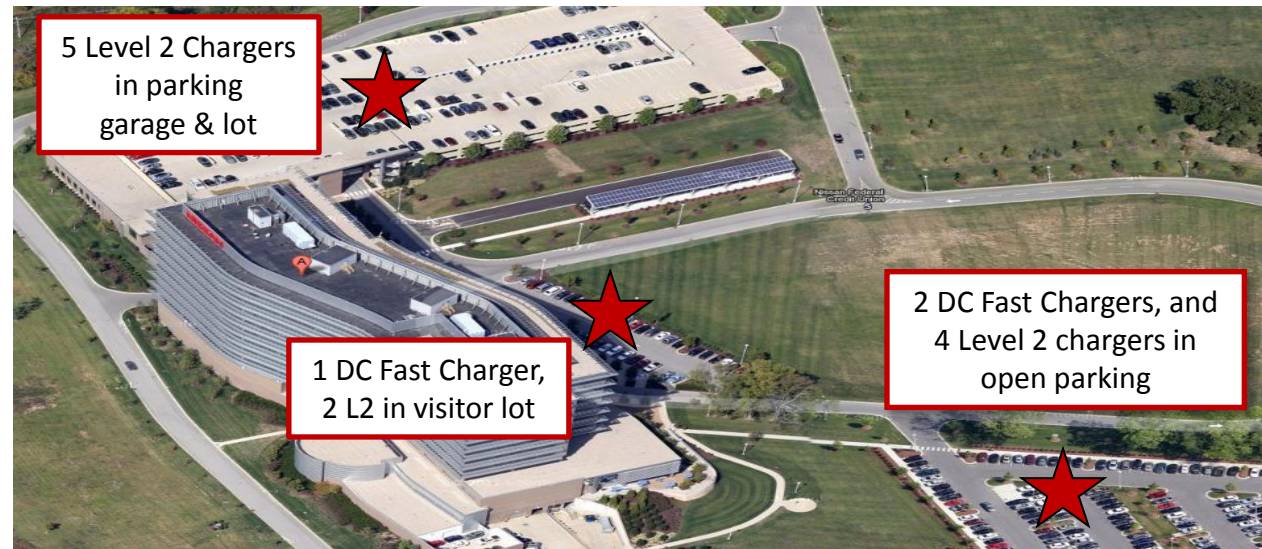 5 Level 2 Chargers
in parking
garage & lot
Nissan Federal
Credit Union
A
1 DC Fast Charger,
2 L2 in visitor lot
2 DC Fast Chargers, and
4 Level 2 chargers in
open parking